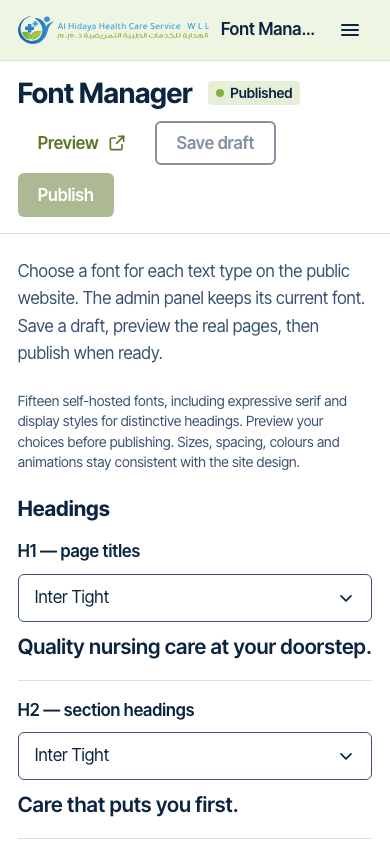 Al Hidaya Health Care Service W L L
الهداية للخدمات الطبية التمريضية ذ.م.م
Font Mana...
Font Manager
Published
Preview
Save draft
Publish
Choose a font for each text type on the public
website. The admin panel keeps its current font.
Save a draft, preview the real pages, then
publish when ready.
Fifteen self-hosted fonts, including expressive serif and
display styles for distinctive headings. Preview your
choices before publishing. Sizes, spacing, colours and
animations stay consistent with the site design.
Headings
H1 — page titles
Inter Tight
Quality nursing care at your doorstep.
H2 — section headings
Inter Tight
Care that puts you first.